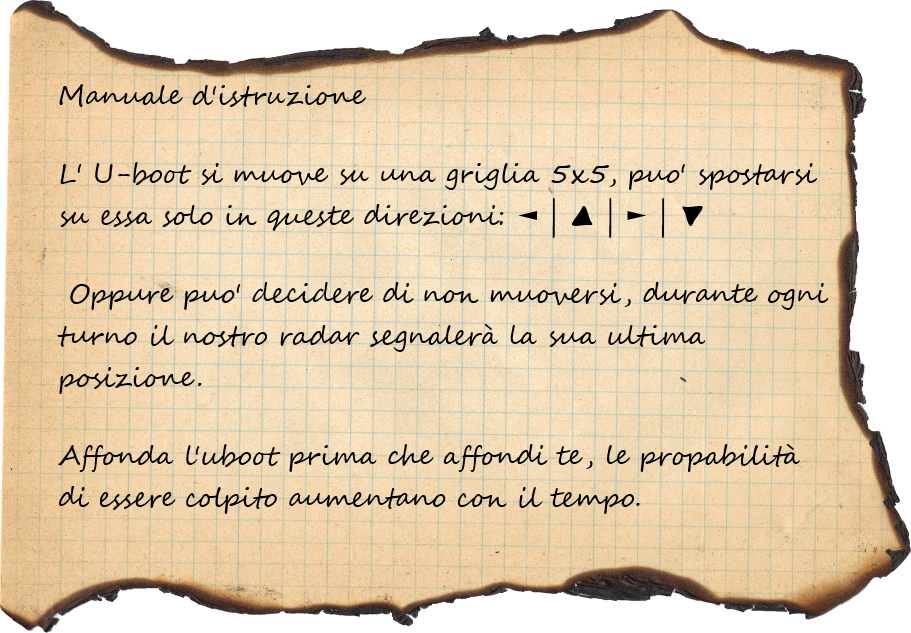 Manuale d'istruzione
L' U-boot si muove su una griglia 5x5, puo' spostarsi
su essa solo in queste direzioni: ◄ | ▲ | ► | ▼
Oppure puo' decidere di non muoversi, durante ogni
turno il nostro radar segnalerà la sua ultima
posizione.
Affonda l'uboot prima che affondi te, le propabilità
di essere colpito aumentano con il tempo.